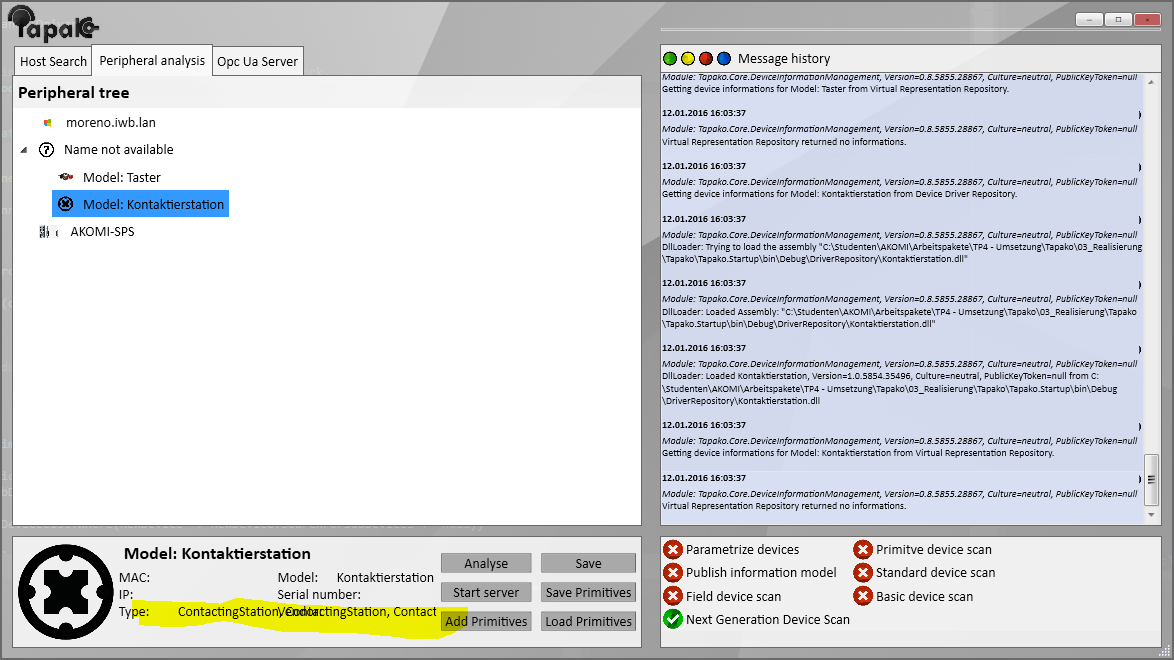 Tapako
Host Search
Peripheral analysis
Opc Ua Server
Peripheral tree
moreno.iwb.lan
Name not available
Model: Taster
Model: Kontaktierstation
AKOMI-SPS
Message history
Module: Tapako.Core.DeviceInformationManagement, Version=0.8.5855.28867, Culture=neutral, PublicKeyToken=null
Getting device informations for Model: Taster from Virtual Representation Repository.
12.01.2016 16:03:37
Module: Tapako.Core.DeviceInformationManagement, Version=0.8.5855.28867, Culture=neutral, PublicKeyToken=null
Virtual Representation Repository returned no informations.
12.01.2016 16:03:37
Module: Tapako.Core.DeviceInformationManagement, Version=0.8.5855.28867, Culture=neutral, PublicKeyToken=null
Getting device informations for Model: Kontaktierstation from Device Driver Repository.
12.01.2016 16:03:37
Module: Tapako.Core.DeviceInformationManagement, Version=0.8.5855.28867, Culture=neutral, PublicKeyToken=null
DllLoader: Trying to load the assembly "C:\Studenten\AKOMI\Arbeitspakete\TP4 - Umsetzung\Tapako\03_Realisierung
\Tapako\Tapako.Startup\bin\Debug\DriverRepository\Kontaktierstation.dll"
12.01.2016 16:03:37
Module: Tapako.Core.DeviceInformationManagement, Version=0.8.5855.28867, Culture=neutral, PublicKeyToken=null
DllLoader: Loaded Assembly: "C:\Studenten\AKOMI\Arbeitspakete\TP4 - Umsetzung\Tapako\03_Realisierung\Tapako
\Tapako.Startup\bin\Debug\DriverRepository\Kontaktierstation.dll"
12.01.2016 16:03:37
Module: Tapako.Core.DeviceInformationManagement, Version=0.8.5855.28867, Culture=neutral, PublicKeyToken=null
DllLoader: Loaded Kontaktierstation, Version=1.0.5854.35496, Culture=neutral, PublicKeyToken=null from C:
\Studenten\AKOMI\Arbeitspakete\TP4 - Umsetzung\Tapako\03_Realisierung\Tapako\Tapako.Startup\bin\Debug
\DriverRepository\Kontaktierstation.dll
12.01.2016 16:03:37
Module: Tapako.Core.DeviceInformationManagement, Version=0.8.5855.28867, Culture=neutral, PublicKeyToken=null
Getting device informations for Model: Kontaktierstation from Virtual Representation Repository.
12.01.2016 16:03:37
Module: Tapako.Core.DeviceInformationManagement, Version=0.8.5855.28867, Culture=neutral, PublicKeyToken=null
Virtual Representation Repository returned no informations.
Model: Kontaktierstation
MAC:
Model: Kontaktierstation
IP:
Serial number:
Type: ContactingStation, ContactingStation, Contact
Vendor:
Analyse
Save
Start server
Save Primitives
Add Primitives
Load Primitives
Parametrize devices
Primitve device scan
Publish information model
Standard device scan
Field device scan
Basic device scan
Next Generation Device Scan